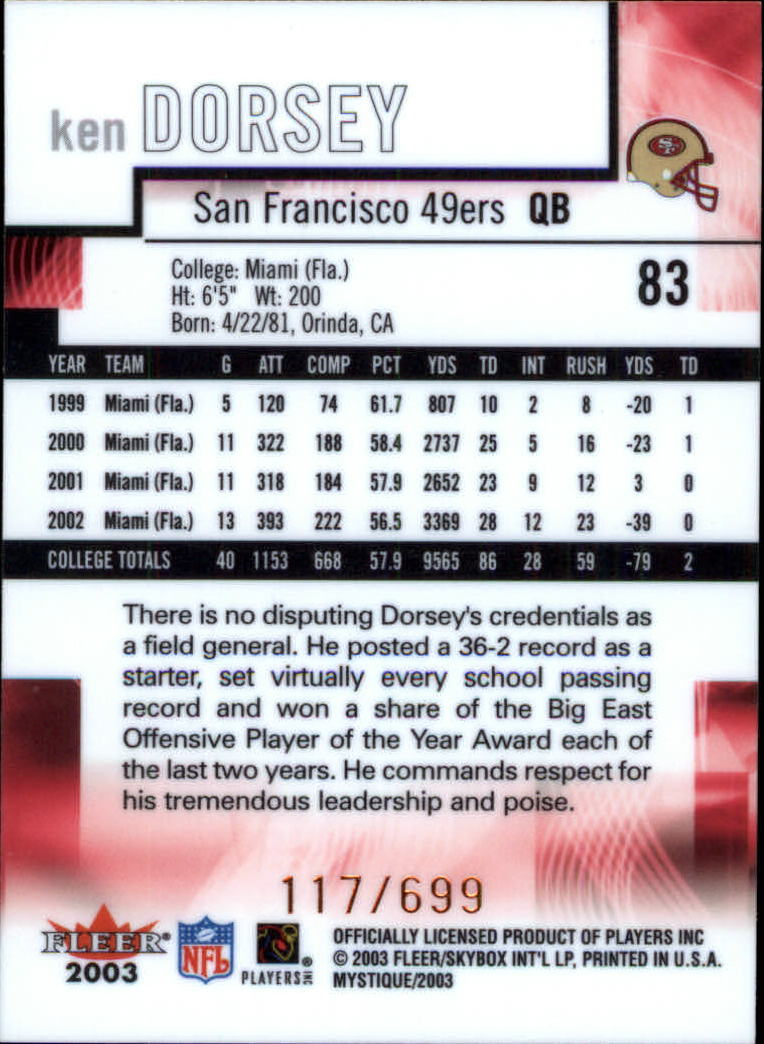 ken DORSEY
San Francisco 49ers QB
SF
College: Miami (Fla.)
Ht: 6'5" Wt: 200
Born: 4/22/81, Orinda, CA
83
YEAR TEAM G ATT COMP PCT YDS TD INT RUSH YDS TD
1999 Miami (Fla.) 5 120 74 61.7 807 10 2 8 -20 1
2000 Miami (Fla.) 11 322 188 58.4 2737 25 5 16 -23 1
2001 Miami (Fla.) 11 318 184 57.9 2652 23 9 12 3 0
2002 Miami (Fla.) 13 393 222 56.5 3369 28 12 23 -39 0
COLLEGE TOTALS 40 1153 668 57.9 9565 86 28 59 -79 2
There is no disputing Dorsey's credentials as
a field general. He posted a 36-2 record as a
starter, set virtually every school passing
record and won a share of the Big East
Offensive Player of the Year Award each of
the last two years. He commands respect for
his tremendous leadership and poise.
117/699
FLEER®
2003
NFL
PLAYERS INC
®
OFFICIALLY LICENSED PRODUCT OF PLAYERS INC
© 2003 FLEER/SKYBOX INT'L LP, PRINTED IN U.S.A.
MYSTIQUE/2003